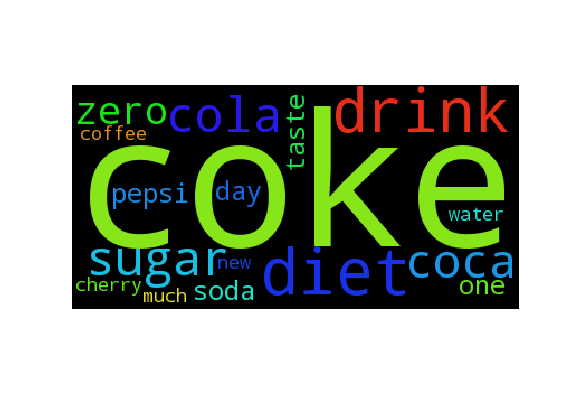 zero
cola
taste
drink
coffee
coke
pepsi
day
water
sugar
new
diet
coca
cherry
much
soda
one